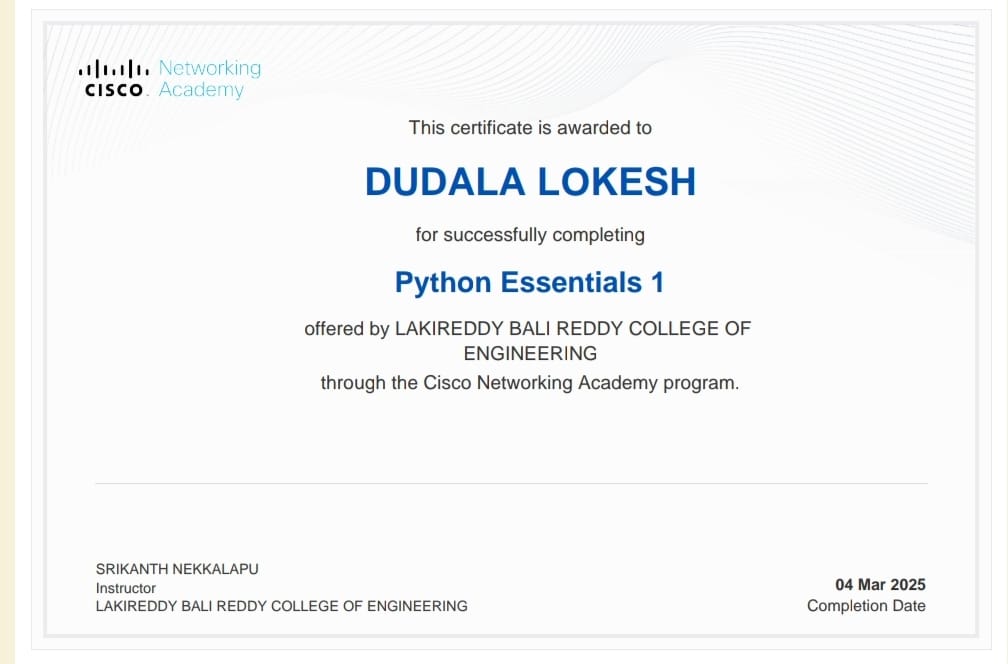 Networking
CISCO. Academy
This certificate is awarded to
DUDALA LOKESH
for successfully completing
Python Essentials 1
offered by LAKIREDDY BALI REDDY COLLEGE OF
ENGINEERING
through the Cisco Networking Academy program.
SRIKANTH NEKKALAPU
Instructor
LAKIREDDY BALI REDDY COLLEGE OF ENGINEERING
04 Mar 2025
Completion Date